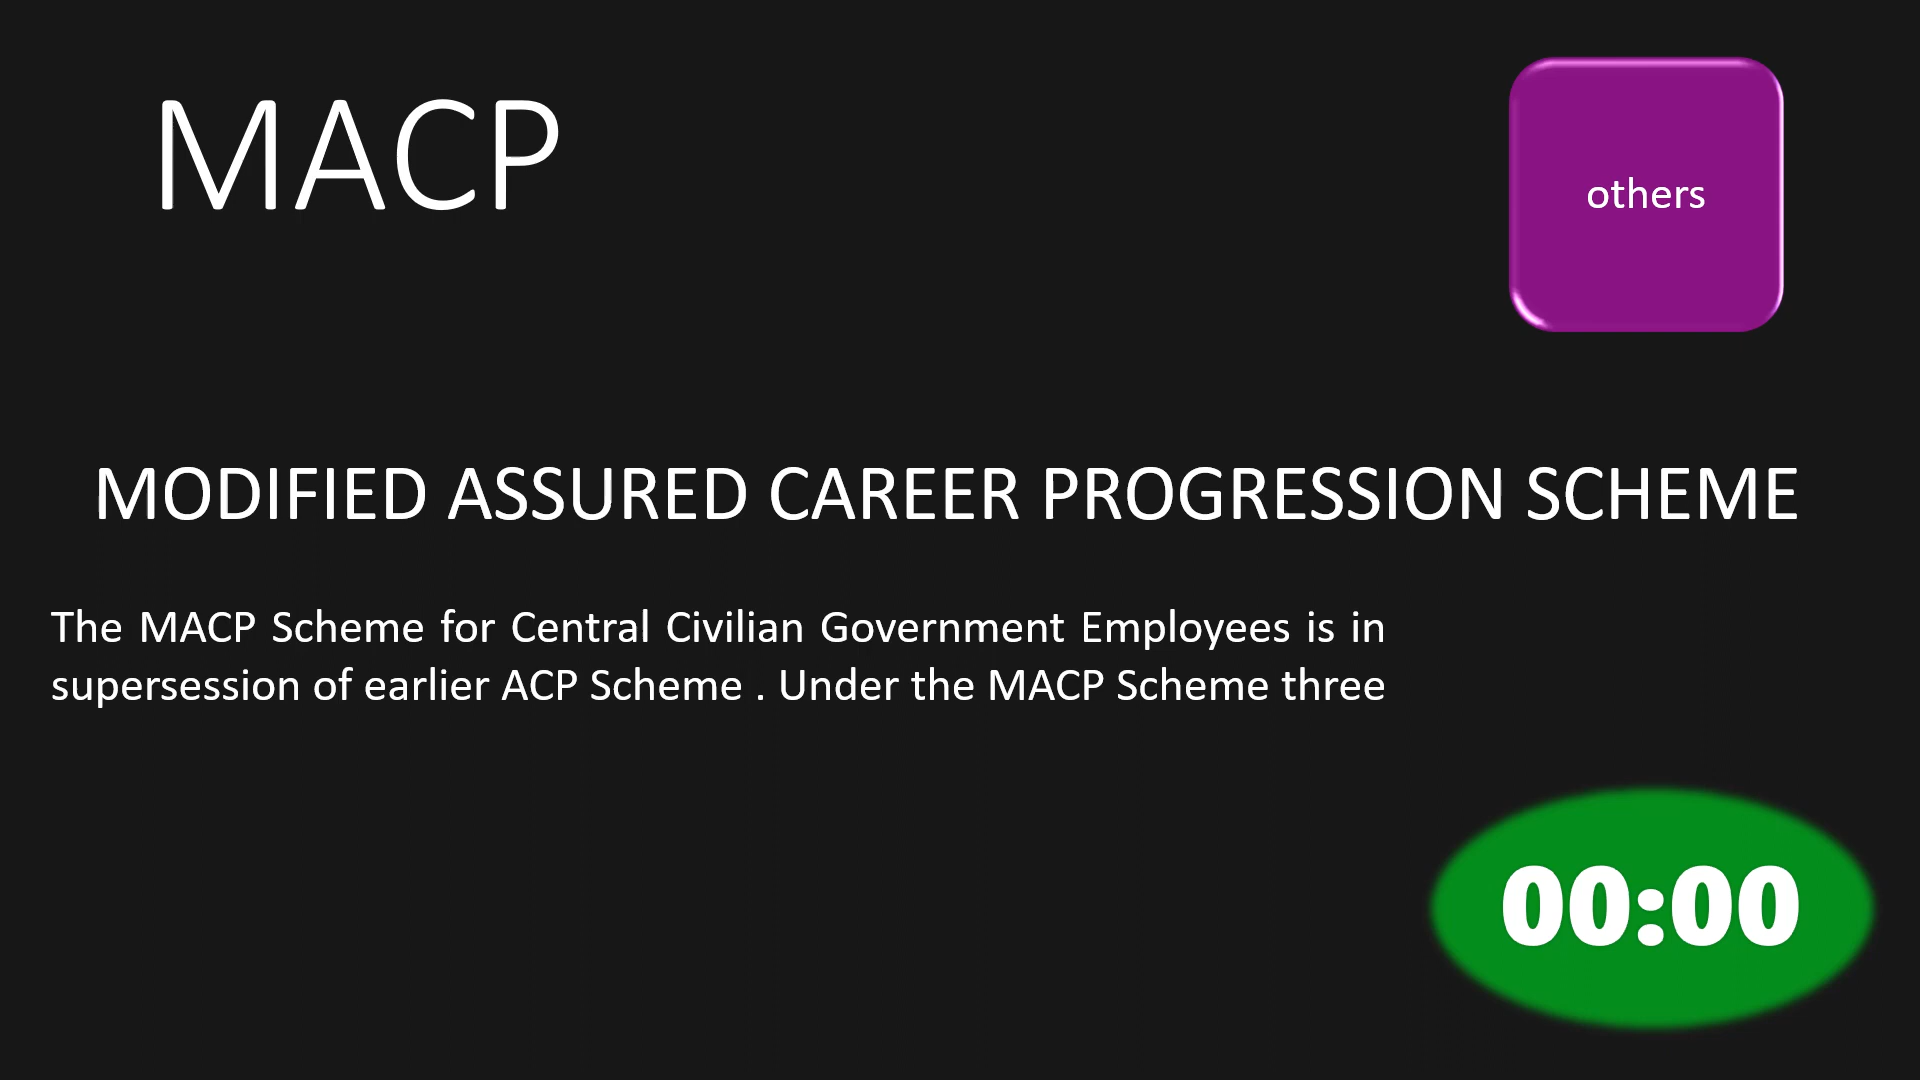 MACP
others
MODIFIED ASSURED CAREER PROGRESSION SCHEME
The MACP Scheme for Central Civilian Government Employees is in
supersession of earlier ACP Scheme . Under the MACP Scheme three
00:00